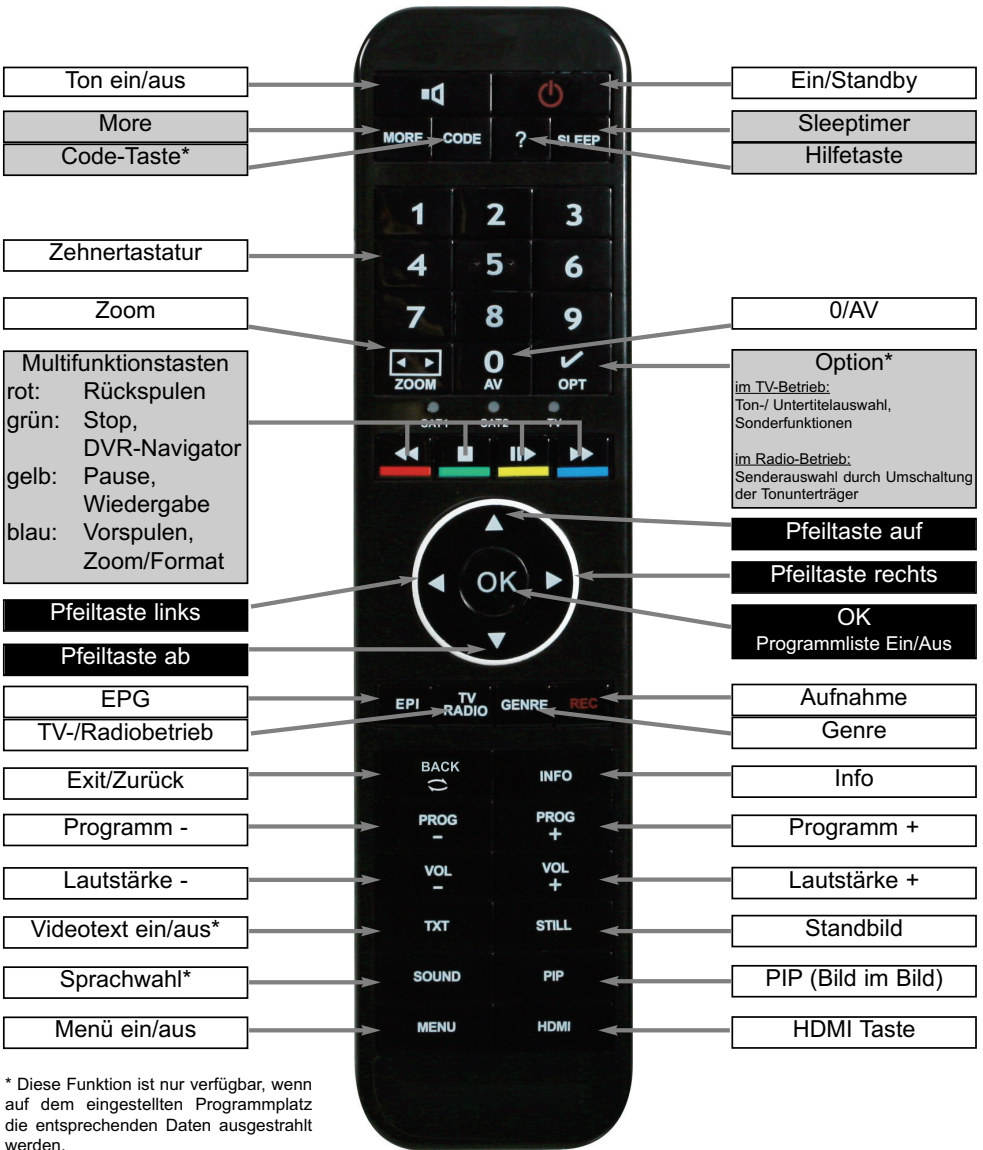 Ton ein/aus
More
Code-Taste*
Zehnertastatur
Zoom
Multifunktionstasten
rot: Rückspulen
grün: Stop,
DVR-Navigator
gelb: Pause,
Wiedergabe
blau: Vorspulen,
Zoom/Format
Pfeiltaste links
Pfeiltaste ab
EPG
TV-/Radiobetrieb
Exit/Zurück
Programm -
Lautstärke -
Videotext ein/aus*
Sprachwahl*
Menü ein/aus
* Diese Funktion ist nur verfügbar, wenn
auf dem eingestellten Programmplatz
die entsprechenden Daten ausgestrahlt
werden.
MORE CODE ? SLEEP
1 2 3
4 5 6
7 8 9
0
ZOOM AV OPT
SAT1 SAT2 TV
OK
EPI TV RADIO GENRE REC
BACK INFO
PROG - PROG +
VOL - VOL +
TXT STILL
SOUND PIP
MENU HDMI
Ein/Standby
Sleeptimer
Hilfetaste
0/AV
Option*
im TV-Betrieb:
Ton-/ Untertitelauswahl,
Sonderfunktionen
im Radio-Betrieb:
Senderauswahl durch Umschaltung
der Tonunterträger
Pfeiltaste auf
Pfeiltaste rechts
OK
Programmliste Ein/Aus
Aufnahme
Genre
Info
Programm +
Lautstärke +
Standbild
PIP (Bild im Bild)
HDMI Taste